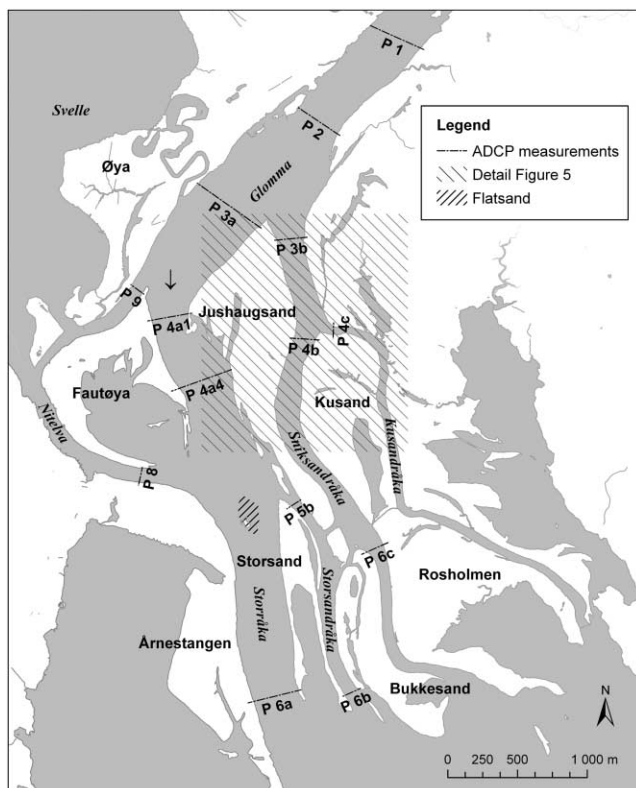 P 1
Svelle
Legend
ADCP measurements
Detail Figure 5
Flatsand
P 2
Øya
Glomma
P 3a
P 3b
P 9
Jushaugsand
P 4a1
P 4c
P 4b
Fautøya
P 4a4
Kusand
Nitelva
Sniksandråka
Kusandråka
P 8
P 5b
Storsand
P 6c
Rosholmen
Storråka
Storsandråka
Årnestangen
Bukkesand
P 6a
P 6b
N
0 250 500 1 000 m